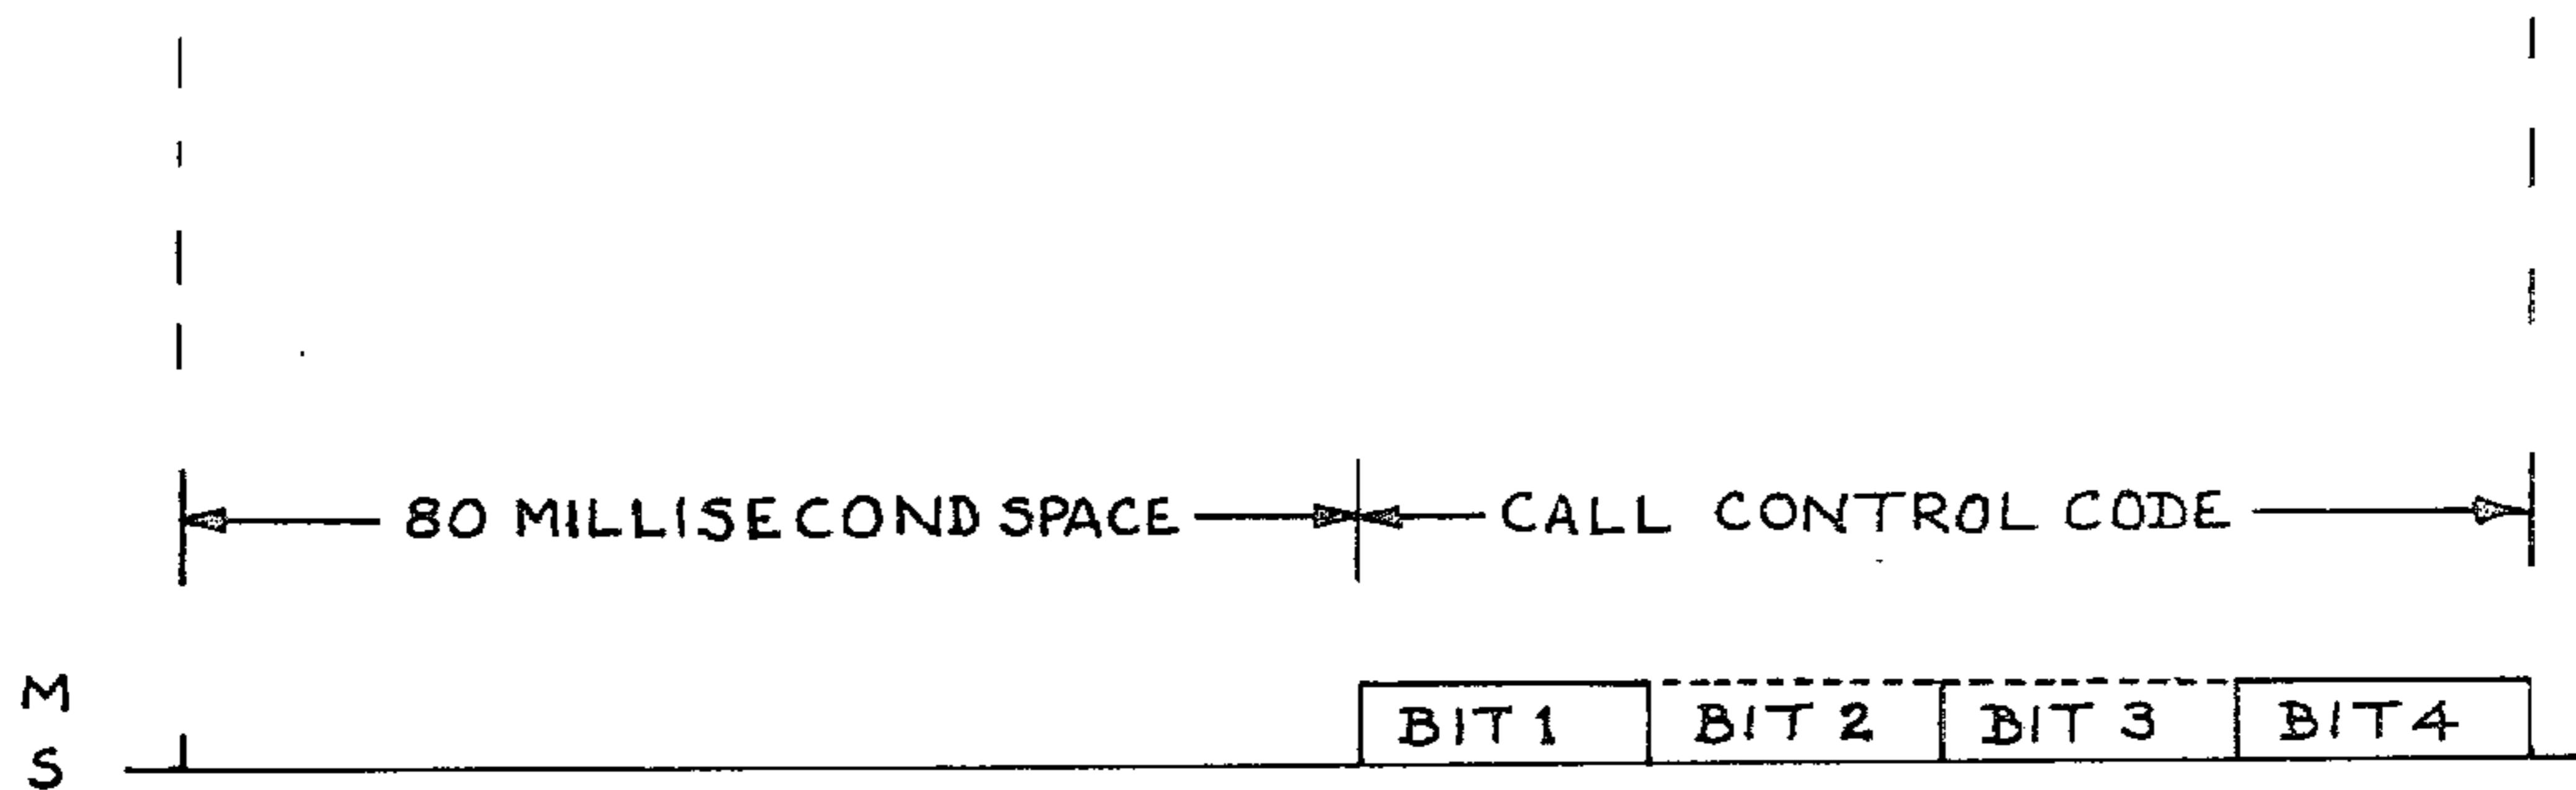 80 MILLISECOND SPACE CALL CONTROL CODE
M
BIT 1 BIT 2 BIT 3 BIT 4
S